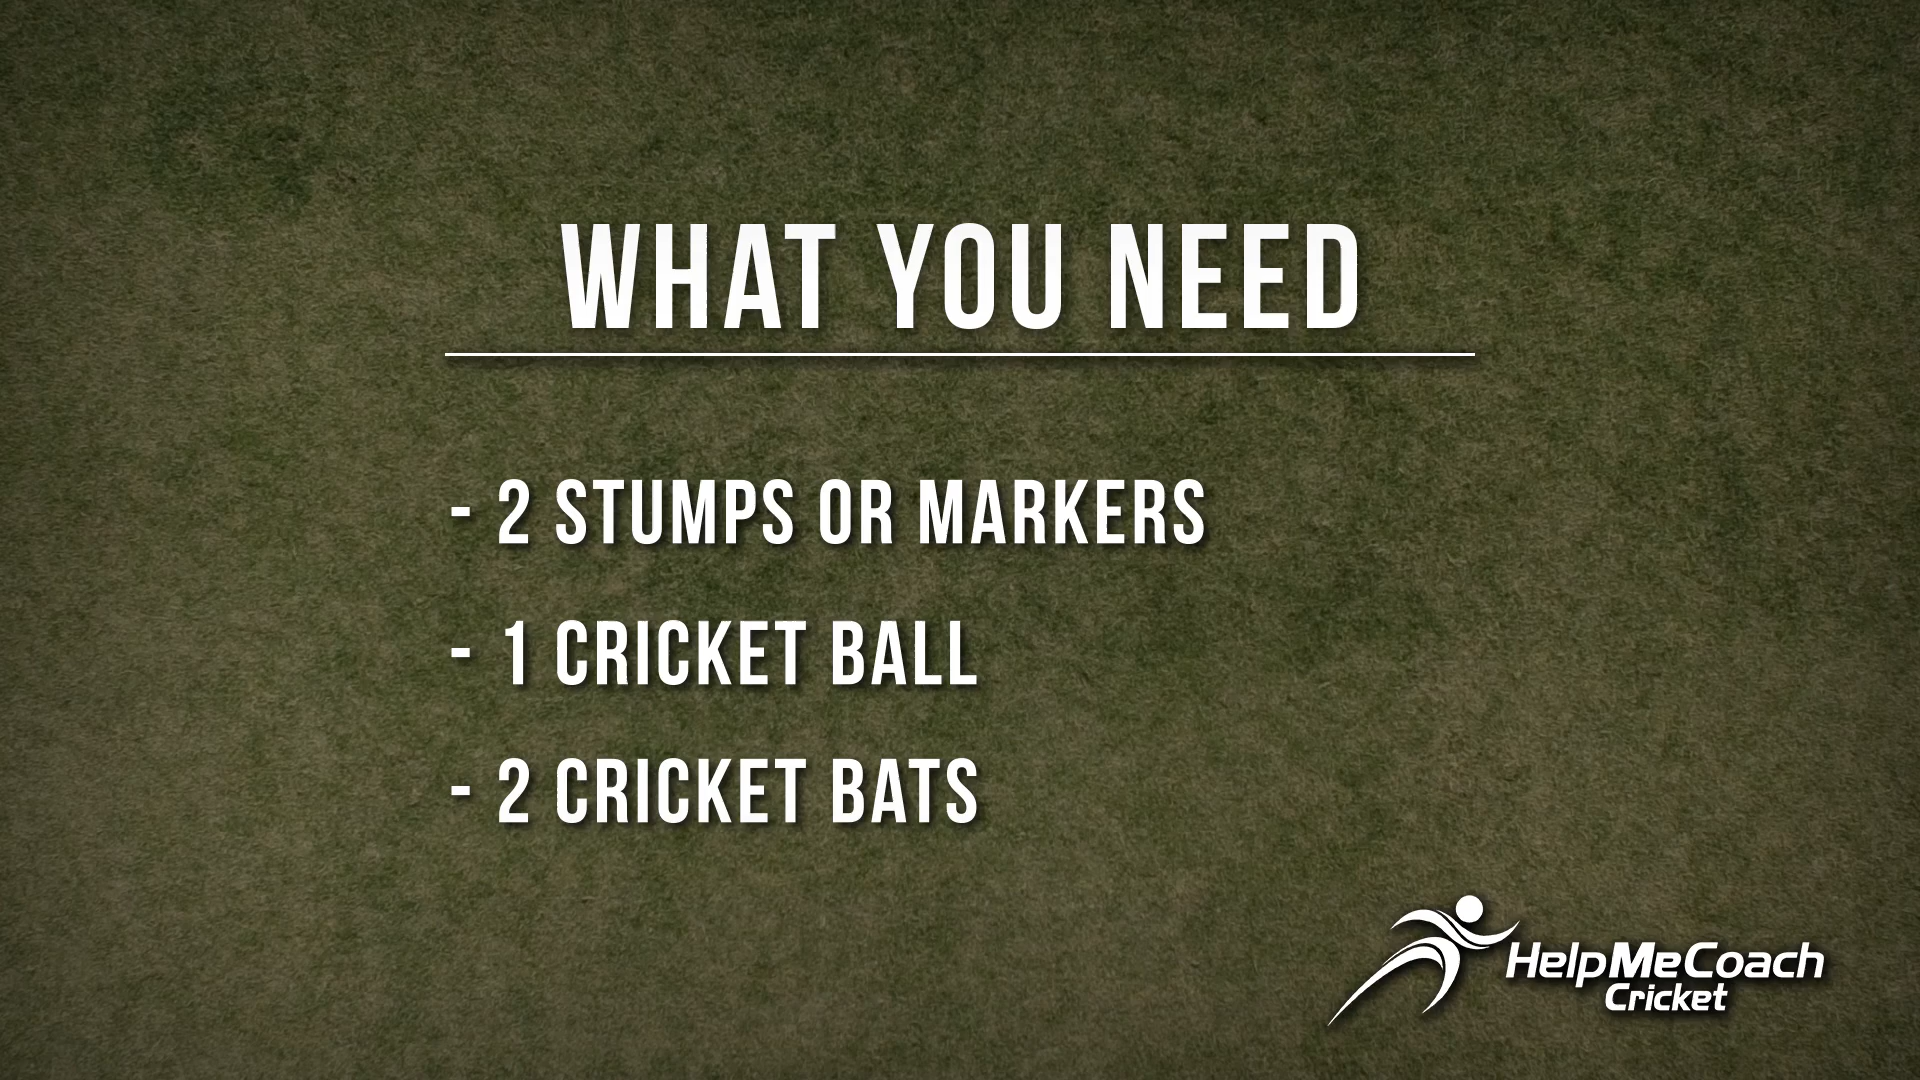 WHAT YOU NEED
- 2 STUMPS OR MARKERS
- 1 CRICKET BALL
- 2 CRICKET BATS
HelpMeCoach
Cricket